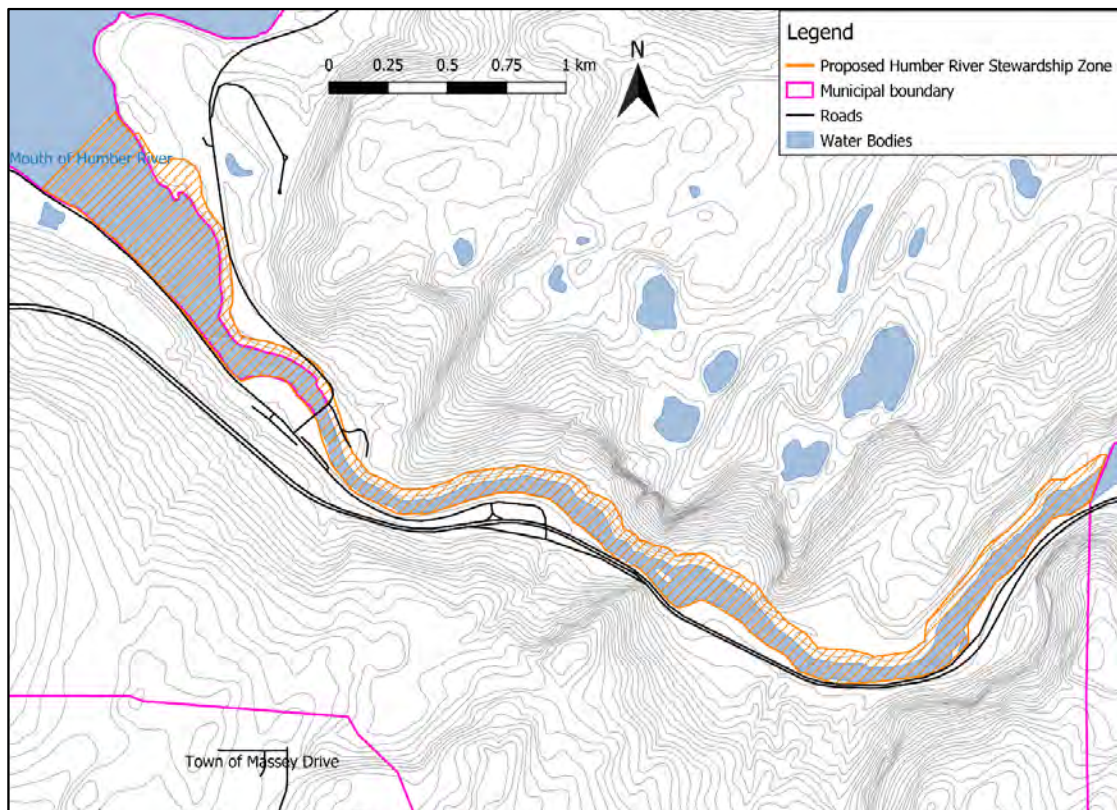 Legend
Proposed Humber River Stewardship Zone
Municipal boundary
Roads
Water Bodies
N
0 0.25 0.5 0.75 1 km
Mouth of Humber River
Town of Massey Drive